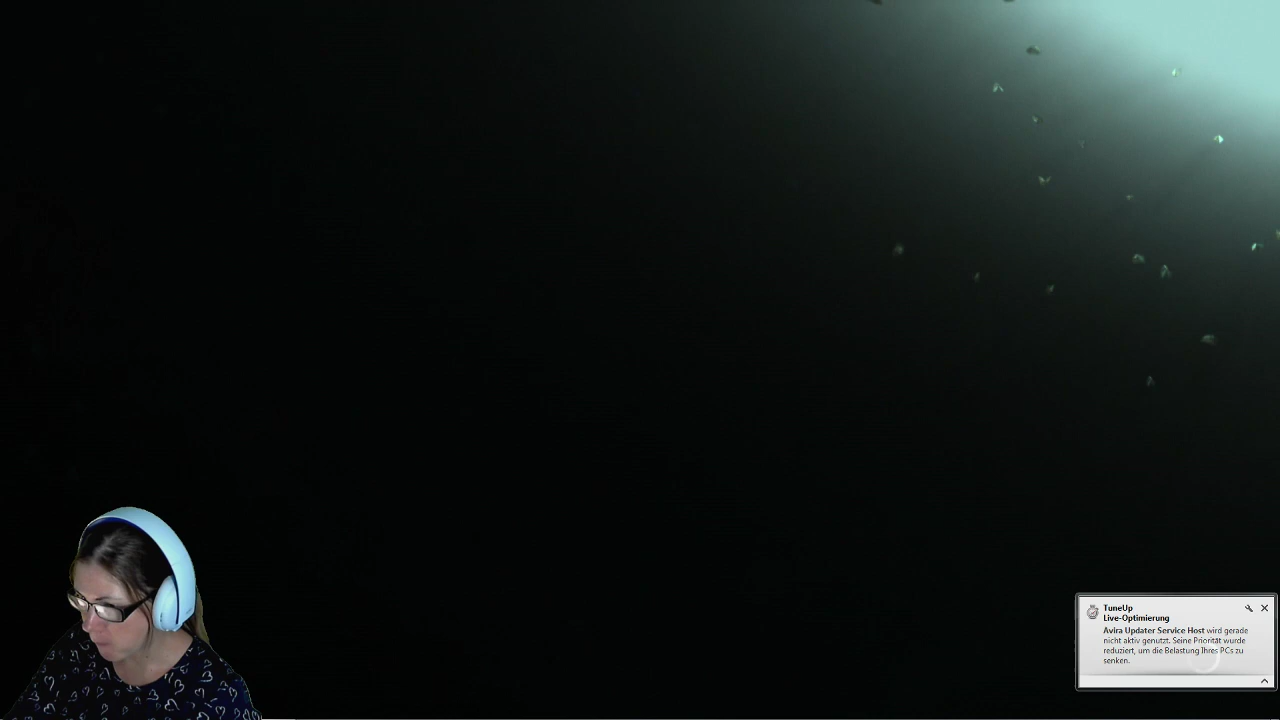 TuneUp
Live-Optimierung
Avira Updater Service Host wird gerade
nicht aktiv genutzt. Seine Priorität wurde
reduziert, um die Belastung Ihres PCs zu
senken.